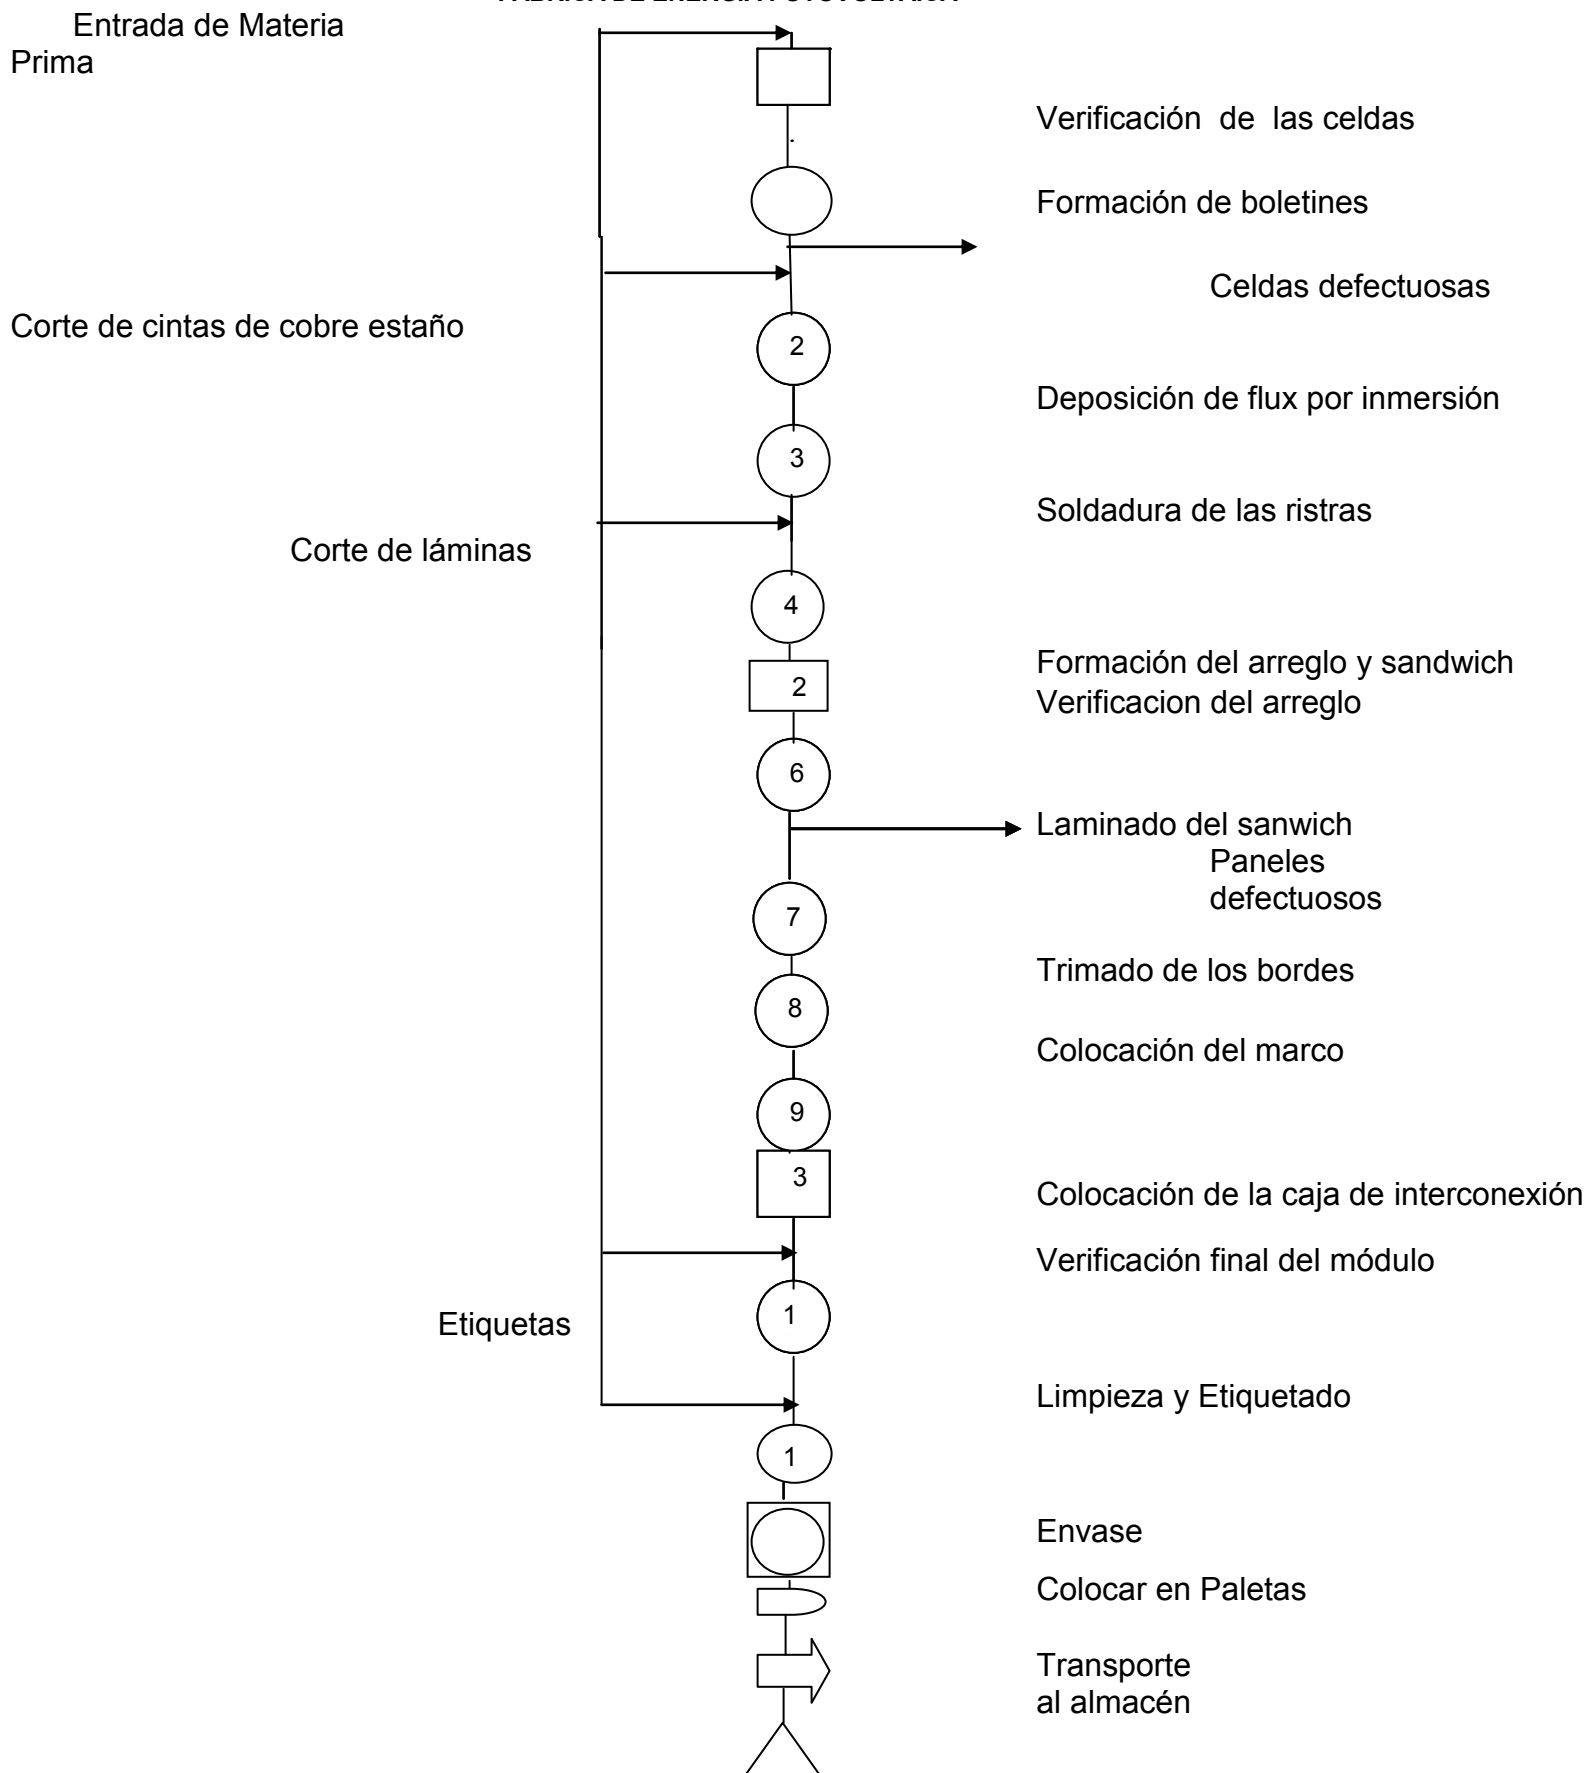 FÁBRICA DE ENERGIA FOTOVOLTAICA
Entrada de Materia
Prima
Verificación de las celdas
Formación de boletines
Celdas defectuosas
Corte de cintas de cobre estaño
2
Deposición de flux por inmersión
3
Soldadura de las ristras
Corte de láminas
4
Formación del arreglo y sandwich
2
Verificacion del arreglo
6
Laminado del sanwich
Paneles
defectuosos
7
Trimado de los bordes
8
Colocación del marco
9
3
Colocación de la caja de interconexión
Verificación final del módulo
1
Etiquetas
Limpieza y Etiquetado
1
Envase
Colocar en Paletas
Transporte
al almacén